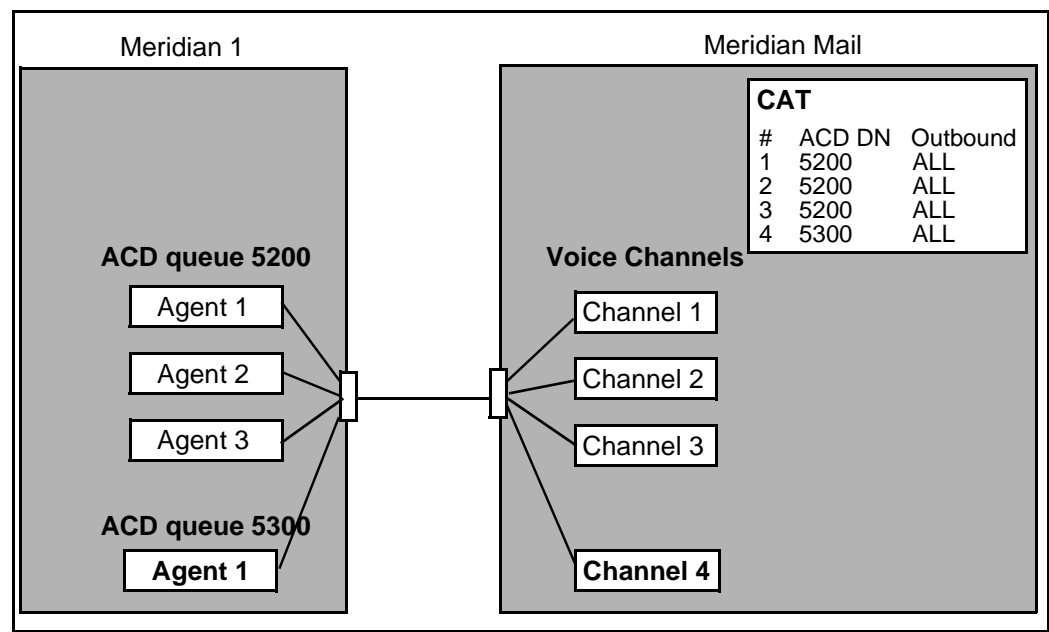 Meridian 1
Meridian Mail
CAT
# ACD DN Outbound
1 5200 ALL
2 5200 ALL
3 5200 ALL
4 5300 ALL
ACD queue 5200
Agent 1
Agent 2
Agent 3
ACD queue 5300
Agent 1
Voice Channels
Channel 1
Channel 2
Channel 3
Channel 4